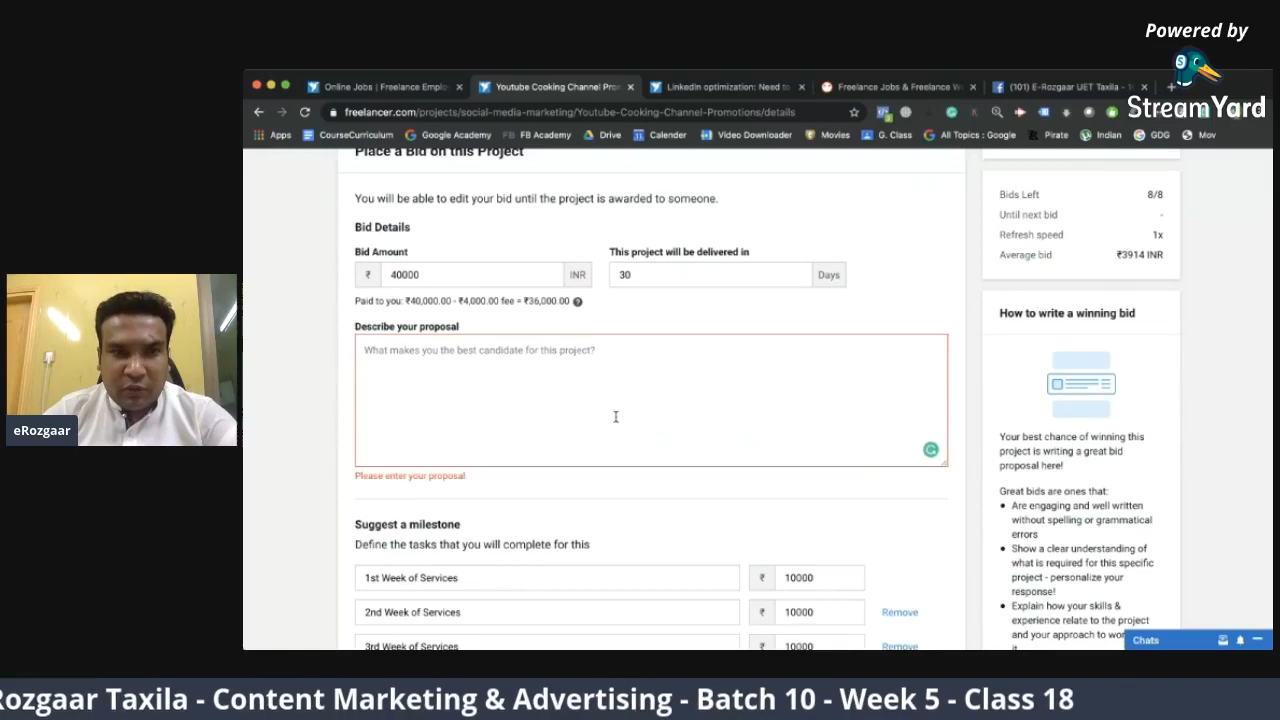 Powered by
StreamYard
Online Jobs | Freelance Emplo
Youtube Cooking Channel Pro
LinkedIn optimization: Need to
Freelance Jobs & Freelance W
(101) E-Rozgaar UET Taxila - 1
freelancer.com/projects/social-media-marketing/Youtube-Cooking-Channel-Promotions/details
Apps
CourseCurriculum
Google Academy
FB Academy
Drive
Calender
Video Downloader
Movies
G. Class
All Topics : Google
Pirate
Indian
GDG
Mov
Place a Bid on this Project
You will be able to edit your bid until the project is awarded to someone.
Bid Details
Bid Amount
This project will be delivered in
₹ 40000 INR
30 Days
Paid to you: ₹40,000.00 - ₹4,000.00 fee = ₹36,000.00
Describe your proposal
What makes you the best candidate for this project?
Please enter your proposal
Suggest a milestone
Define the tasks that you will complete for this
1st Week of Services ₹ 10000
2nd Week of Services ₹ 10000 Remove
3rd Week of Services ₹ 10000 Remove
Bids Left 8/8
Until next bid -
Refresh speed 1x
Average bid ₹3914 INR
How to write a winning bid
Your best chance of winning this
project is writing a great bid
proposal here!
Great bids are ones that:
Are engaging and well written
without spelling or grammatical
errors
Show a clear understanding of
what is required for this specific
project - personalize your
response!
Explain how your skills &
experience relate to the project
and your approach to wor
Chats
eRozgaar
Rozgaar Taxila - Content Marketing & Advertising - Batch 10 - Week 5 - Class 18